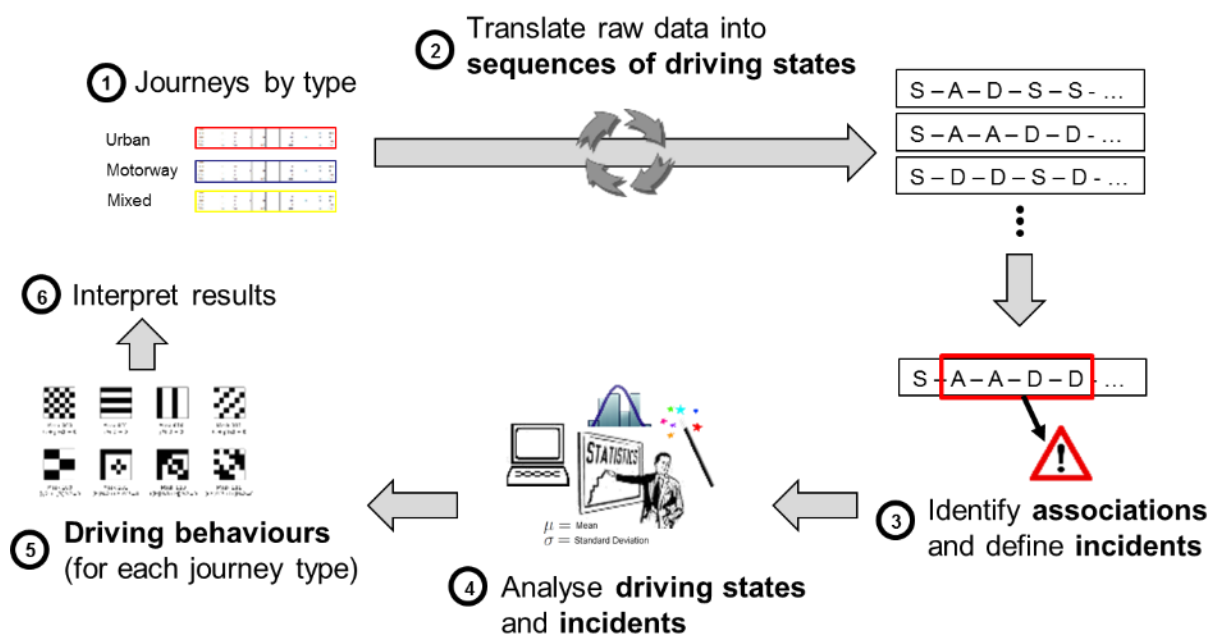 1 Journeys by type
Urban
Motorway
Mixed
2 Translate raw data into
sequences of driving states
S – A – D – S – S - ...
S – A – A – D – D - ...
S – D – D – S – D - ...
S – A – A – D – D - ...
!
3 Identify associations
and define incidents
STATISTICS
μ = Mean
σ = Standard Deviation
4 Analyse driving states
and incidents
5 Driving behaviours
(for each journey type)
6 Interpret results